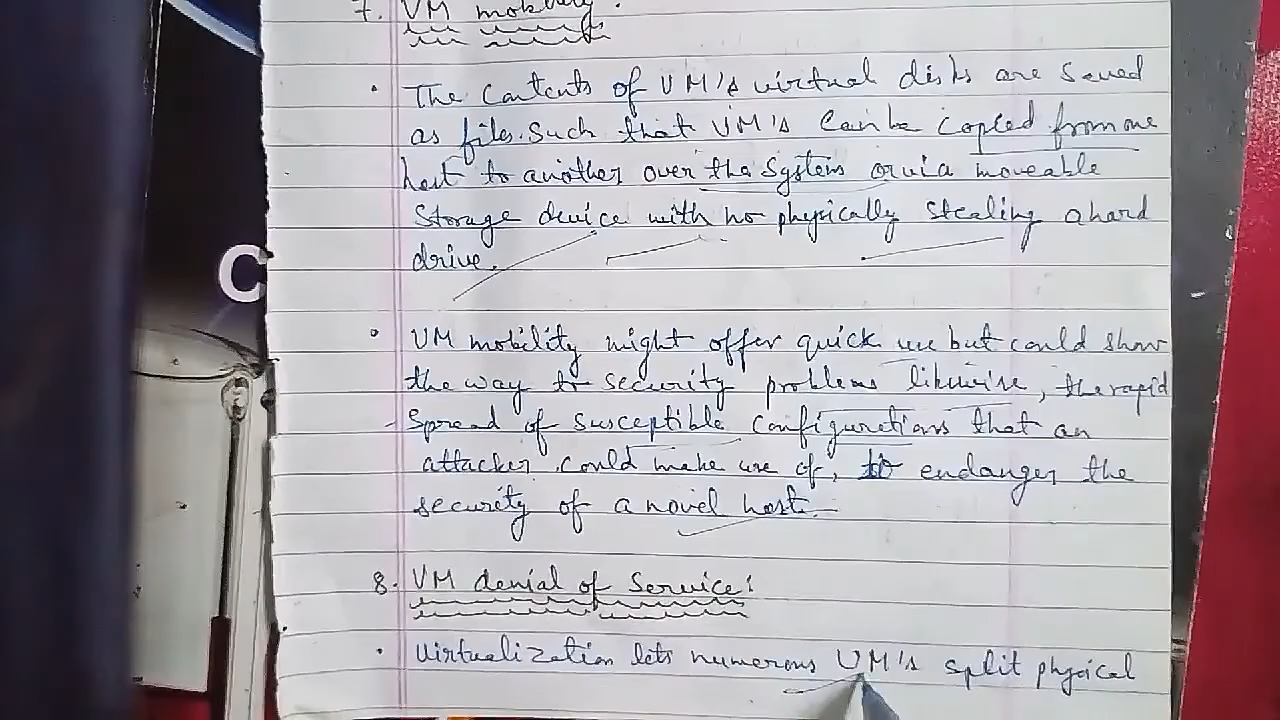 7. VM mobility:
• The contents of VM's virtual disks are saved
as files. Such that VM's can be copied from one
host to another over the systems or via moveable
storage device with no physically stealing a hard
drive.
• VM mobility might offer quick use but could show
the way to security problems likewise, the rapid
spread of susceptible configurations that an
attacker could make use of, to endanger the
security of a novel host.
8. VM denial of Service:
• Virtualization lets numerous VM's split physical
C